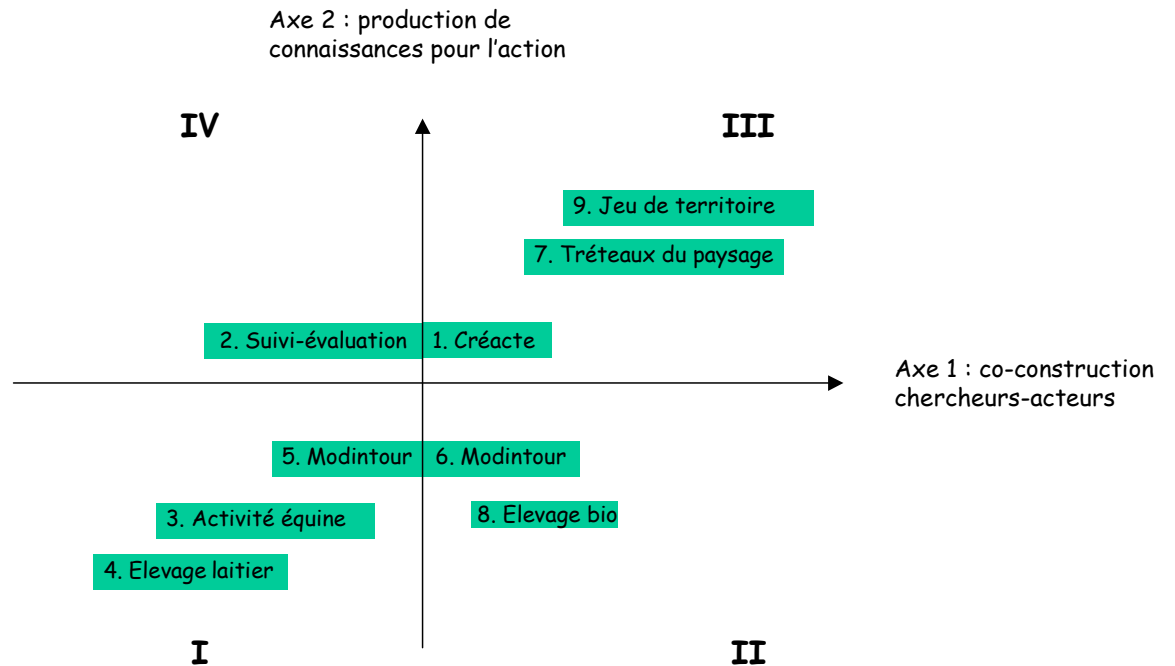 Axe 2 : production de
connaissances pour l'action
IV
III
9. Jeu de territoire
7. Tréteaux du paysage
2. Suivi-évaluation
1. Créacte
Axe 1 : co-construction
chercheurs-acteurs
5. Modintour
6. Modintour
3. Activité équine
8. Elevage bio
4. Elevage laitier
I
II